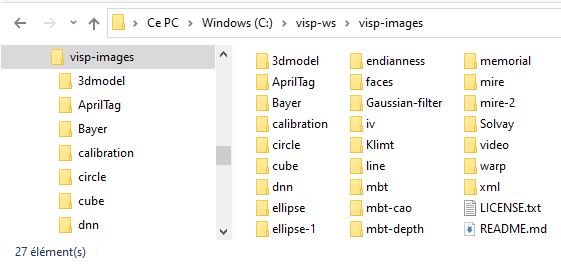 Ce PC > Windows (C:) > visp-ws > visp-images
visp-images
3dmodel
AprilTag
Bayer
calibration
circle
cube
dnn
3dmodel endianness memorial
AprilTag faces mire
Bayer Gaussian-filter mire-2
calibration iv Solvay
circle Klimt video
cube line warp
dnn mbt xml
ellipse mbt-cao LICENSE.txt
ellipse-1 mbt-depth README.md
27 élément(s)